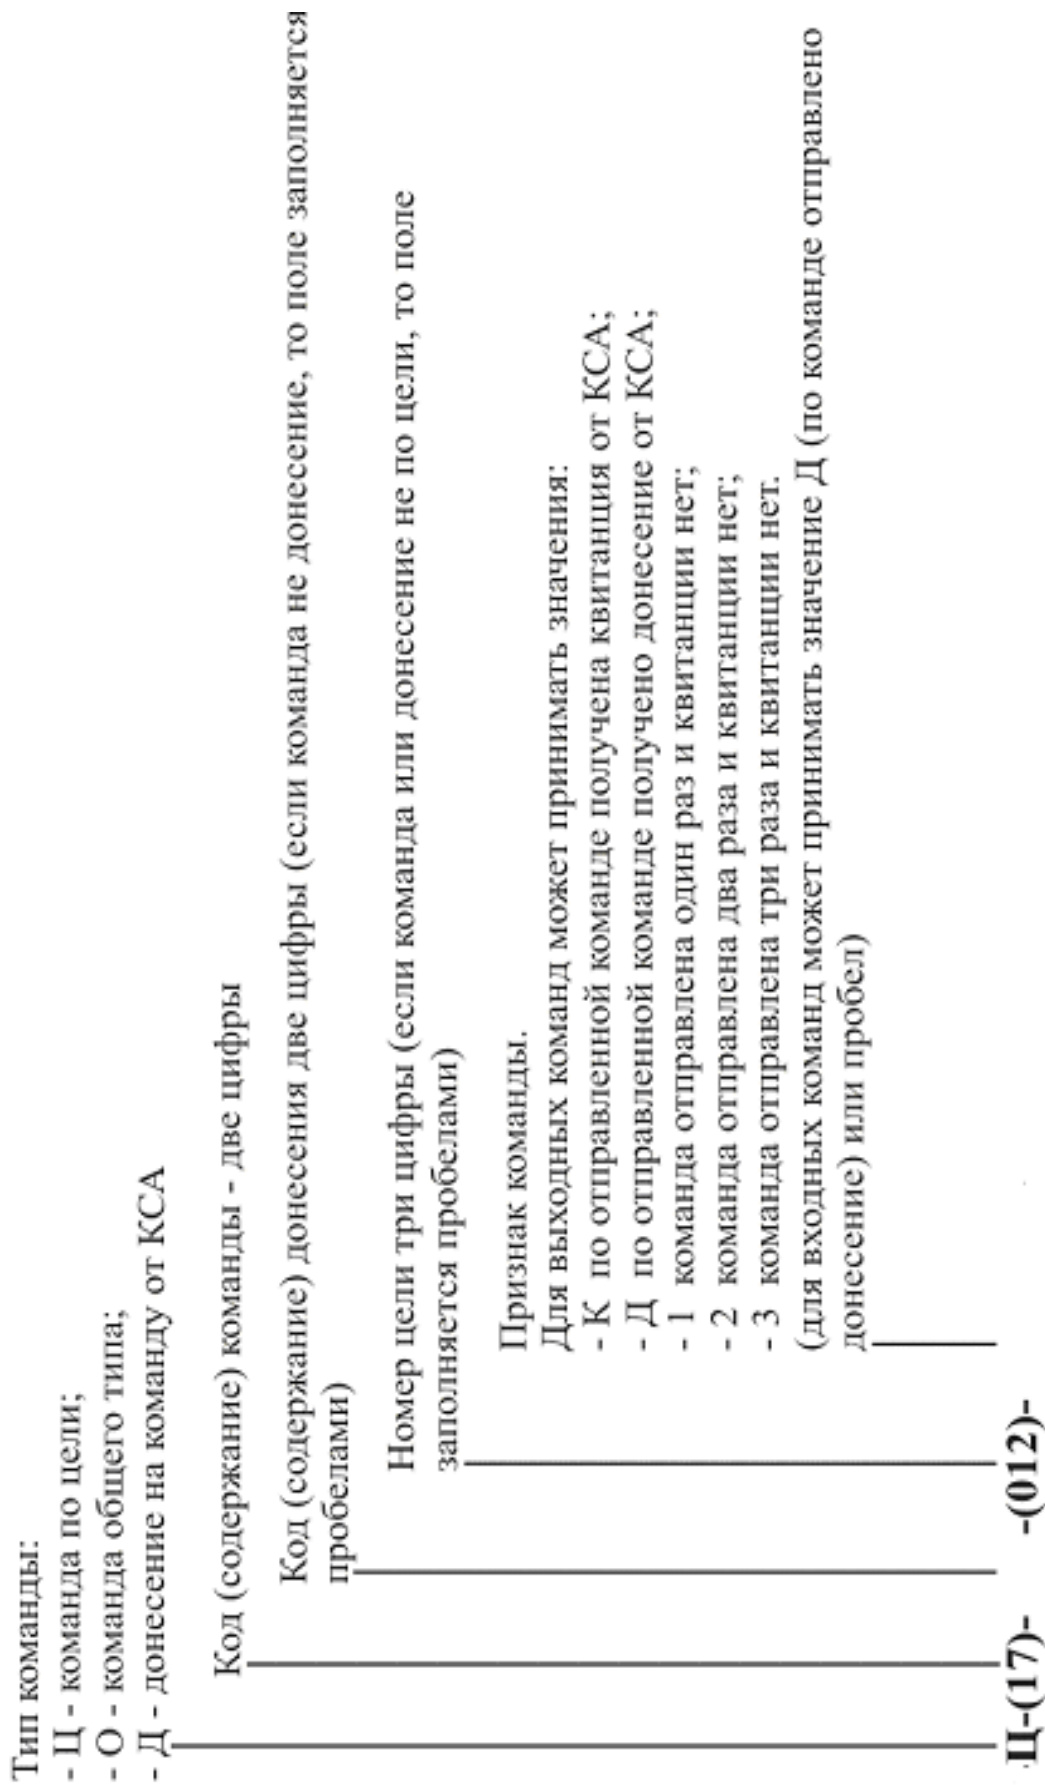 Тип команды:
- Ц - команда по цели;
- О - команда общего типа;
- Д - донесение на команду от КСА
Код (содержание) команды - две цифры
Код (содержание) донесения две цифры (если команда не донесение, то поле заполняется
пробелами)
Номер цели три цифры (если команда или донесение не по цели, то поле
заполняется пробелами)
Признак команды.
Для выходных команд может принимать значения:
- К по отправленной команде получена квитанция от КСА;
- Д по отправленной команде получено донесение от КСА;
- 1 команда отправлена один раз и квитанции нет;
- 2 команда отправлена два раза и квитанции нет;
- 3 команда отправлена три раза и квитанции нет.
(для входных команд может принимать значение Д (по команде отправлено
донесение) или пробел)
Ц-(17)- -(012)-